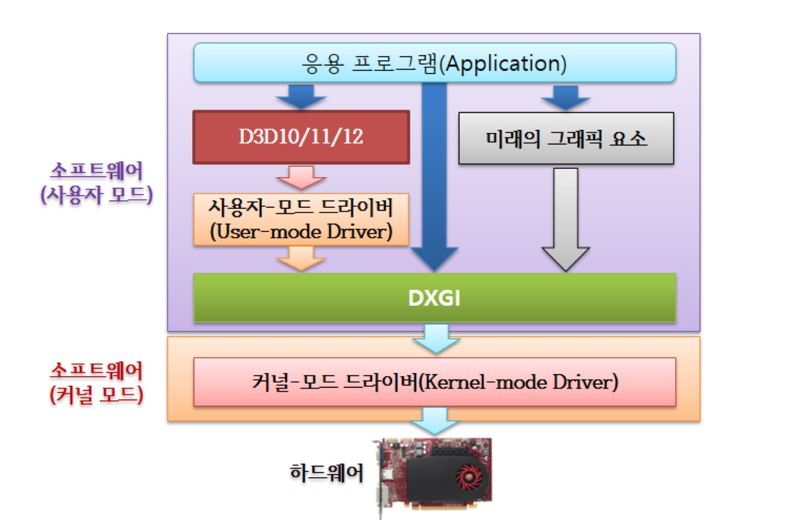 응용 프로그램(Application)
D3D10/11/12
미래의 그래픽 요소
소프트웨어
(사용자 모드)
사용자-모드 드라이버
(User-mode Driver)
DXGI
소프트웨어
(커널 모드)
커널-모드 드라이버(Kernel-mode Driver)
하드웨어